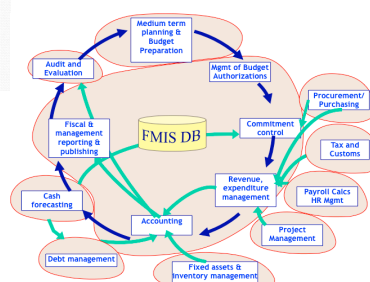 Medium term
planning &
Budget
Preparation
Audit and
Evaluation
Mgmt of Budget
Authorizations
Procurement/
Purchasing
Fiscal &
management
reporting &
publishing
FMIS DB
Commitment
control
Tax and
Customs
Revenue,
expenditure
management
Payroll Calcs
HR Mgmt
Cash
forecasting
Accounting
Project
Management
Debt management
Fixed assets &
Inventory management